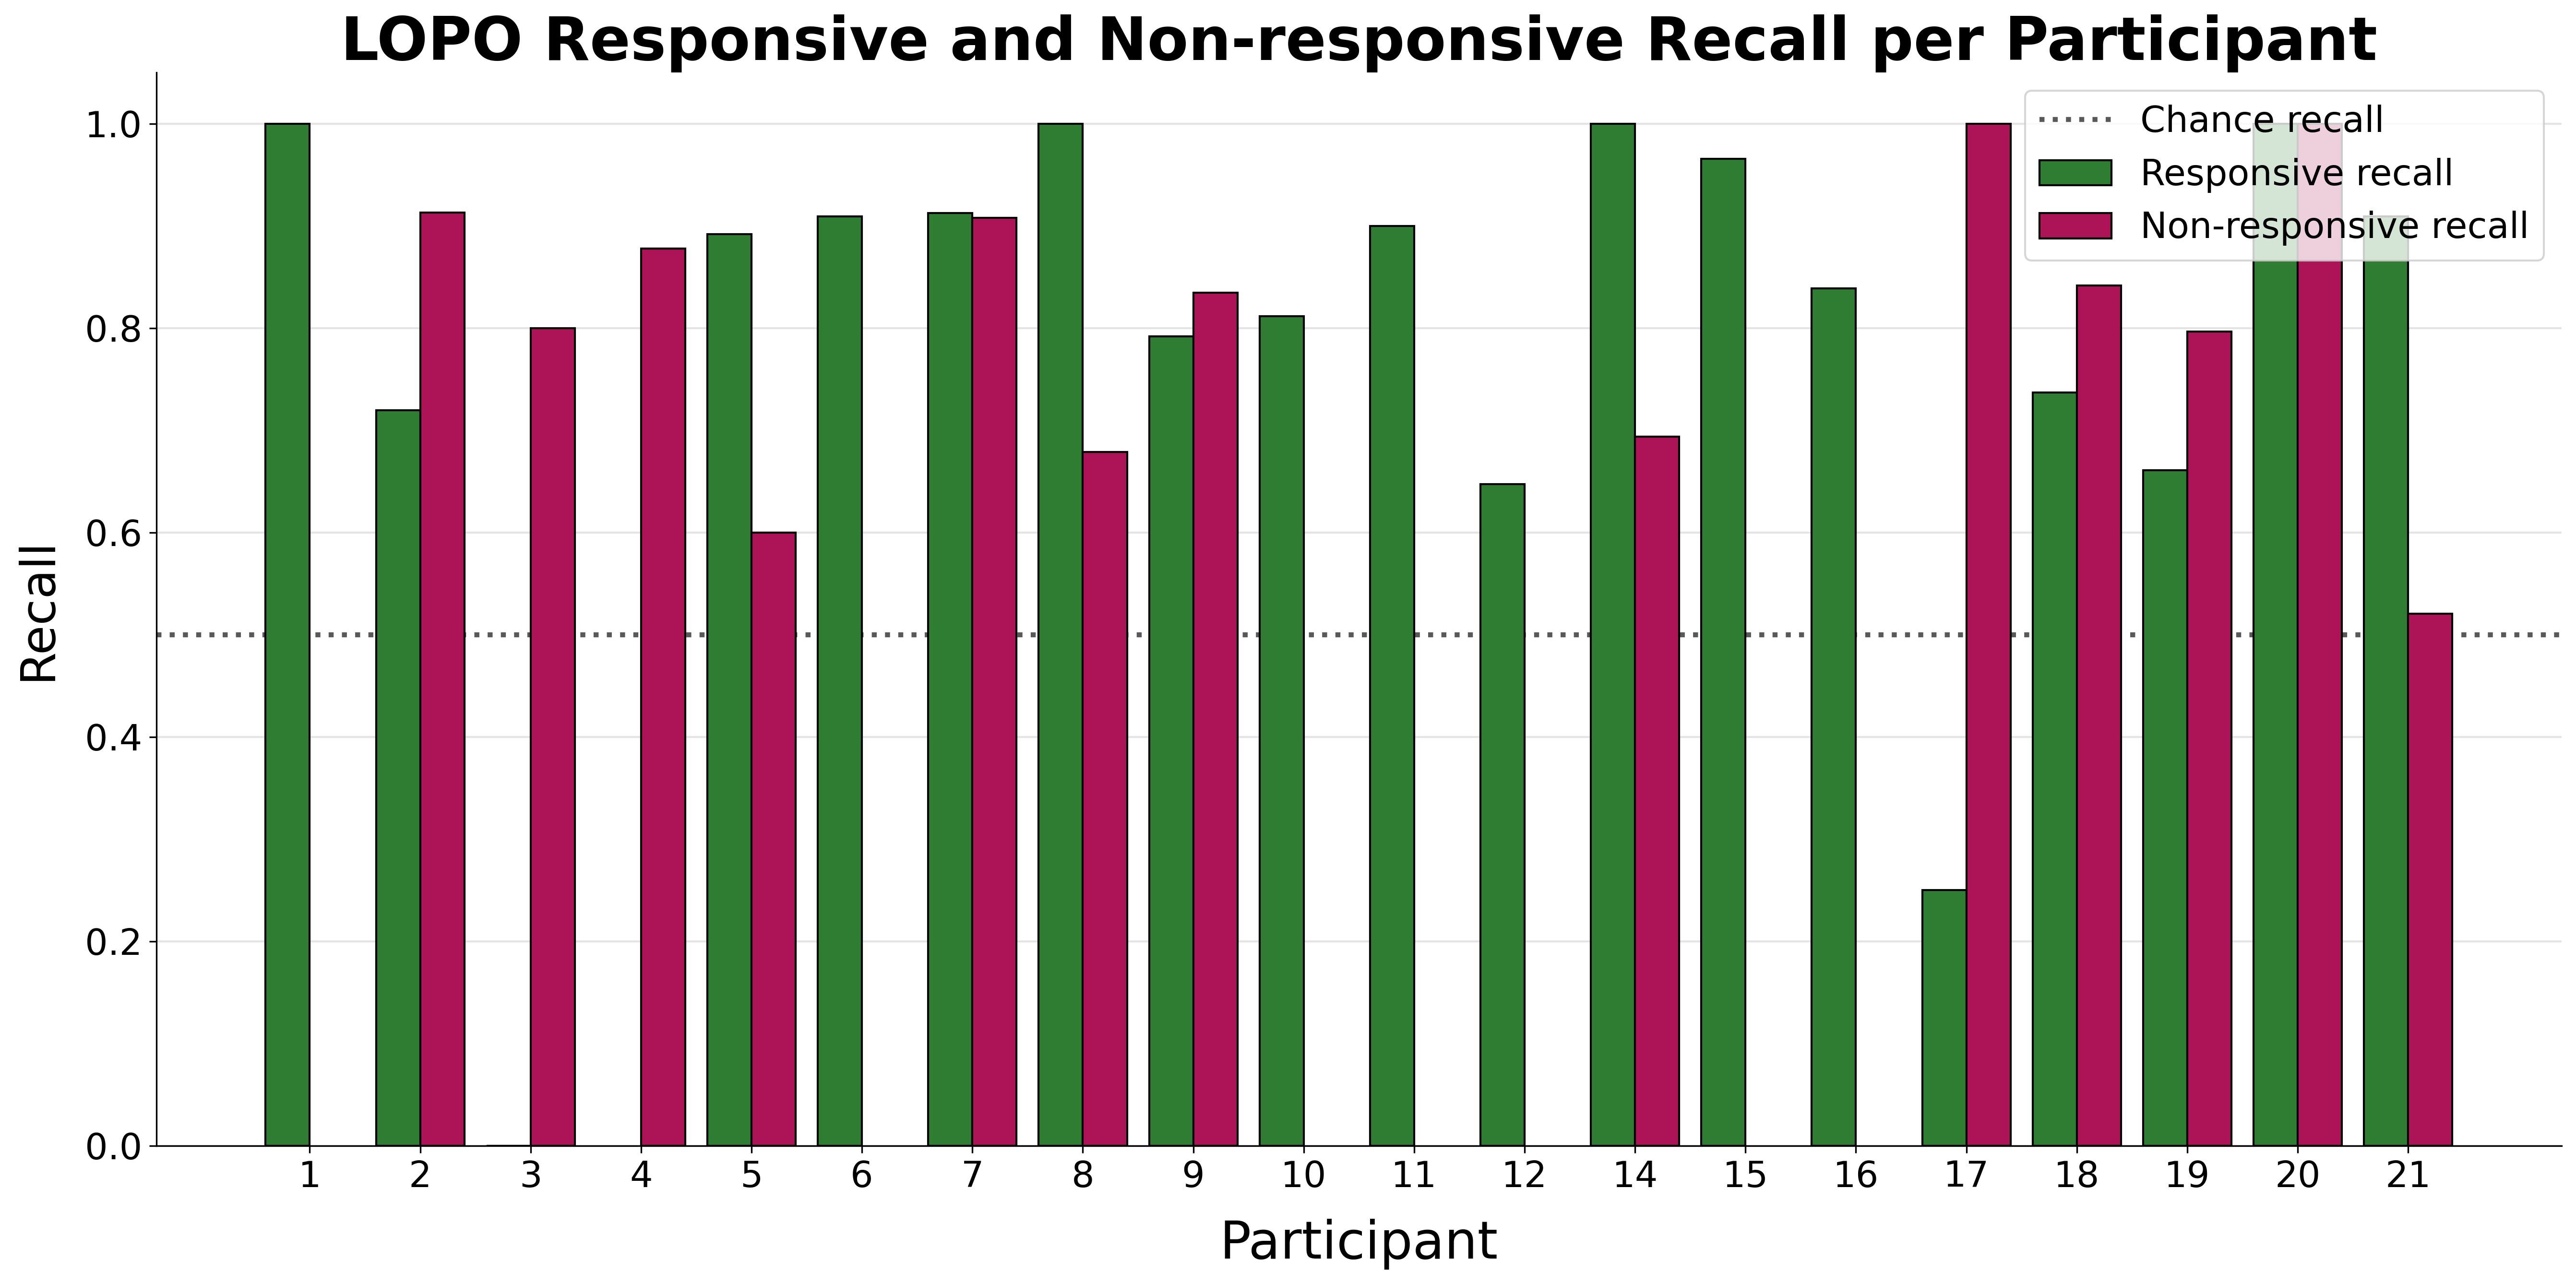 LOPO Responsive and Non-responsive Recall per Participant
Chance recall
Responsive recall
Non-responsive recall
Recall
1.0
0.8
0.6
0.4
0.2
0.0
1 2 3 4 5 6 7 8 9 10 11 12 14 15 16 17 18 19 20 21
Participant